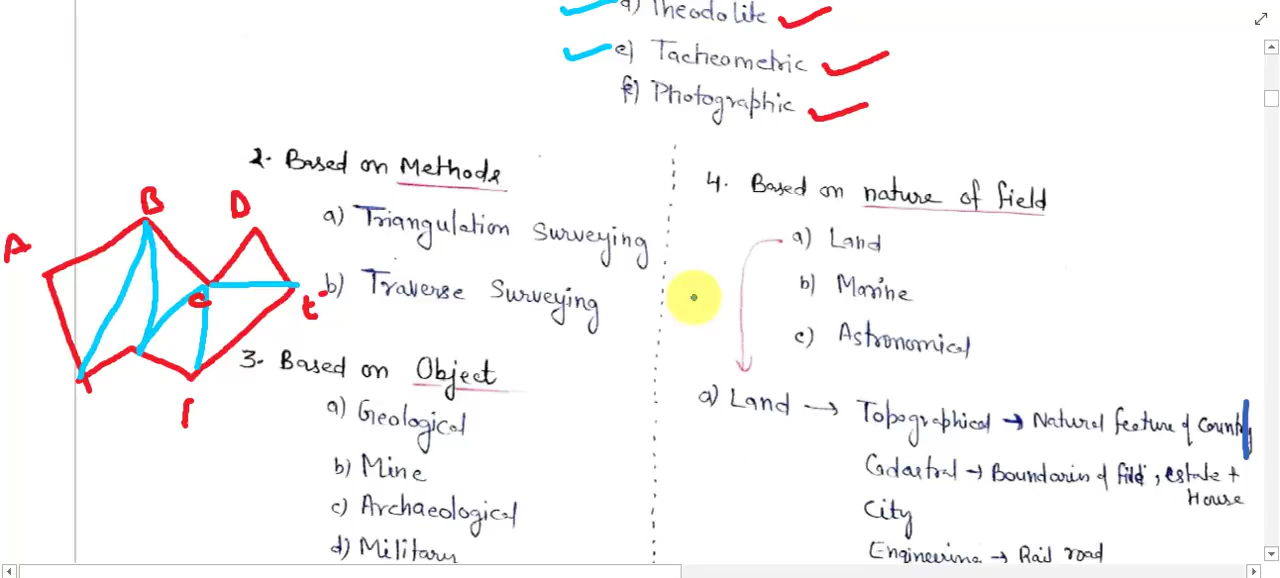 d) Theodolite
e) Tacheometric
f) Photographic
2. Based on Methods
a) Triangulation Surveying
b) Traverse Surveying
3. Based on Object
a) Geological
b) Mine
c) Archaeological
d) Military
A
B
D
C
4. Based on nature of field
a) Land
b) Marine
c) Astronomical
a) Land → Topographical → Natural feature of Country
Cadastral → Boundaries of field, estate +
House
City
Engineering → Rail road